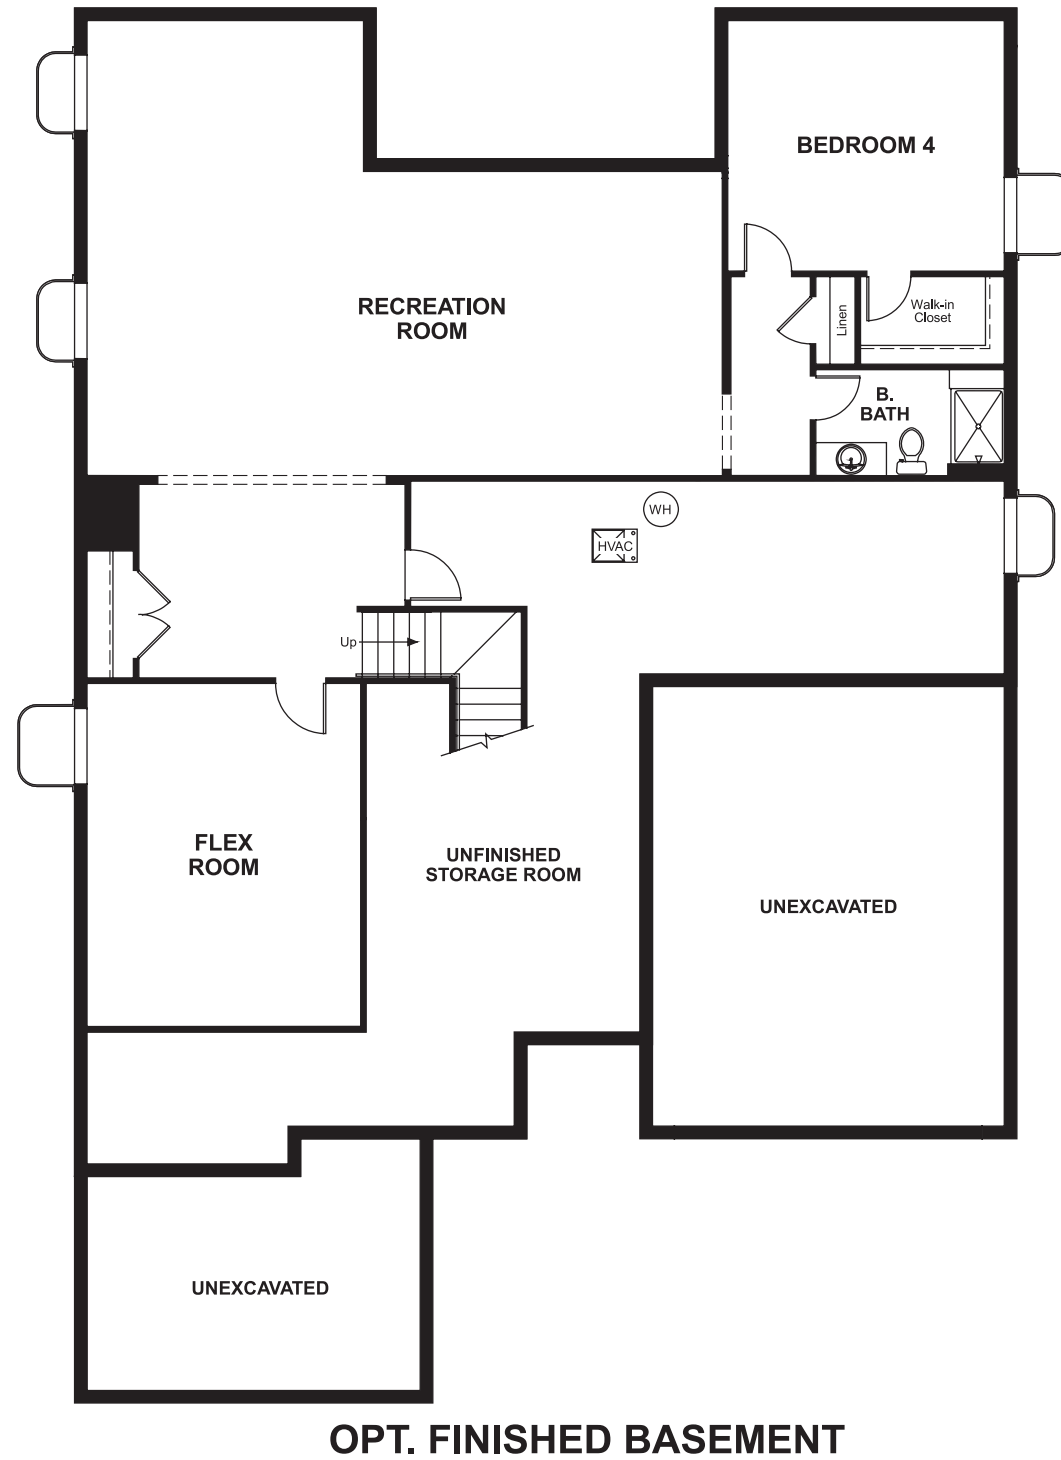 BEDROOM 4
RECREATION
ROOM
Linen
Walk-in
Closet
B.
BATH
WH
HVAC
Up
FLEX
ROOM
UNFINISHED
STORAGE ROOM
UNEXCAVATED
UNEXCAVATED
OPT. FINISHED BASEMENT